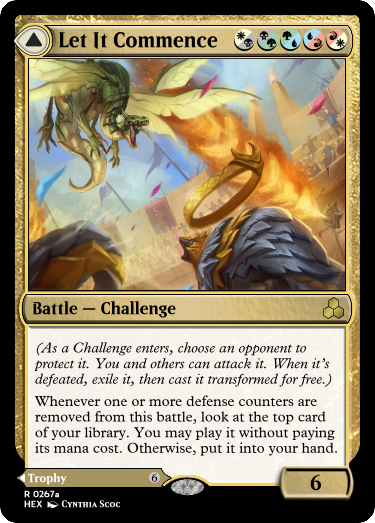 Let It Commence
Battle — Challenge
(As a Challenge enters, choose an opponent to
protect it. You and others can attack it. When it's
defeated, exile it, then cast it transformed for free.)
Whenever one or more defense counters are
removed from this battle, look at the top card
of your library. You may play it without paying
its mana cost. Otherwise, put it into your hand.
Trophy 6
6
R 0267a
HEX Cynthia Scoc